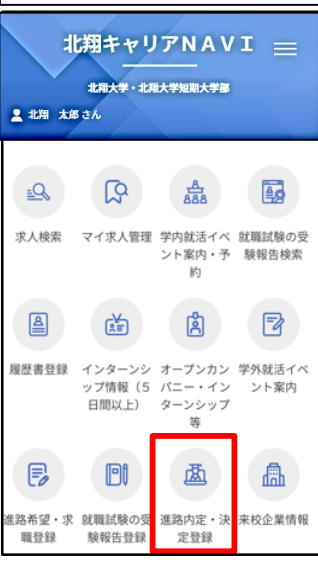 北翔キャリアNAVI
北翔大学・北翔大学短期大学部
北翔 太郎さん
求人検索
マイ求人管理
学内就活イベ
ント案内・予
約
就職試験の受
験報告検索
履歴書登録
インターンシ
ップ情報（5
日間以上）
オープンカン
パニー・イン
ターンシップ
等
学外就活イベ
ント案内
進路希望・求
職登録
就職試験の受
験報告登録
進路内定・決
定登録
来校企業情報